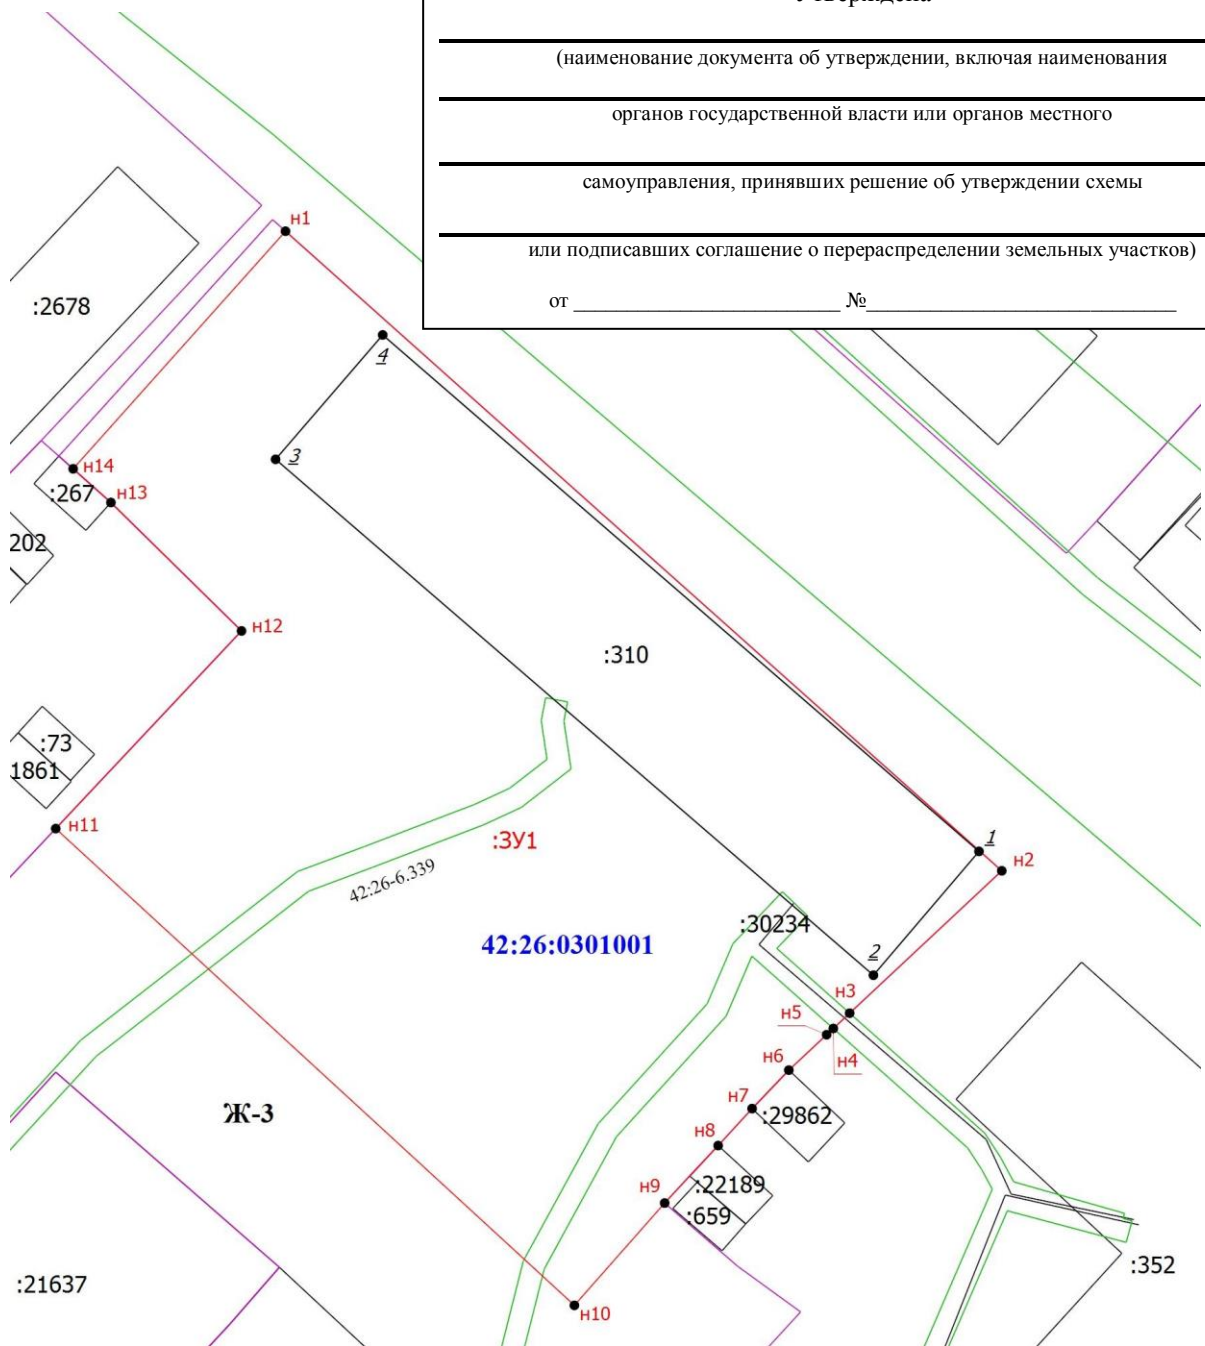 (наименование документа об утверждении, включая наименования
органов государственной власти или органов местного
самоуправления, принявших решение об утверждении схемы
или подписавших соглашение о перераспределении земельных участков)
от ____________________________ №________________________________
н1
:2678
4
3
н14
:267
н13
202
н12
:310
:73
1861
н11
:ЗУ1
42:26-6.339
1
н2
:30234
42:26:0301001
2
н3
н5
н4
н6
н7
:29862
Ж-3
н8
:22189
н9
:659
:352
:21637
н10